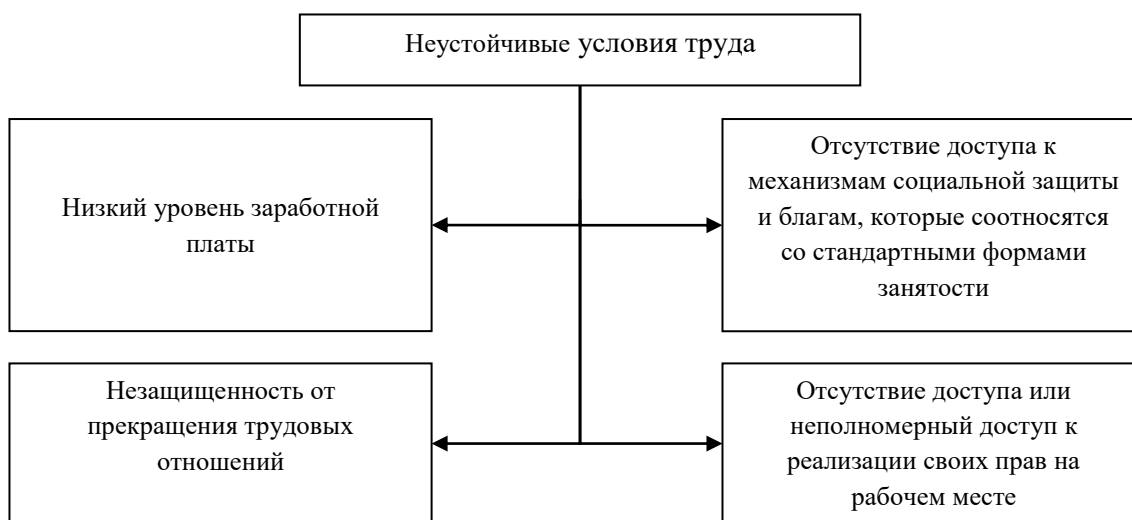 Неустойчивые условия труда
Низкий уровень заработной
платы
Отсутствие доступа к
механизмам социальной защиты
и благам, которые соотносятся
со стандартными формами
занятости
Незащищенность от
прекращения трудовых
отношений
Отсутствие доступа или
неполномерный доступ к
реализации своих прав на
рабочем месте